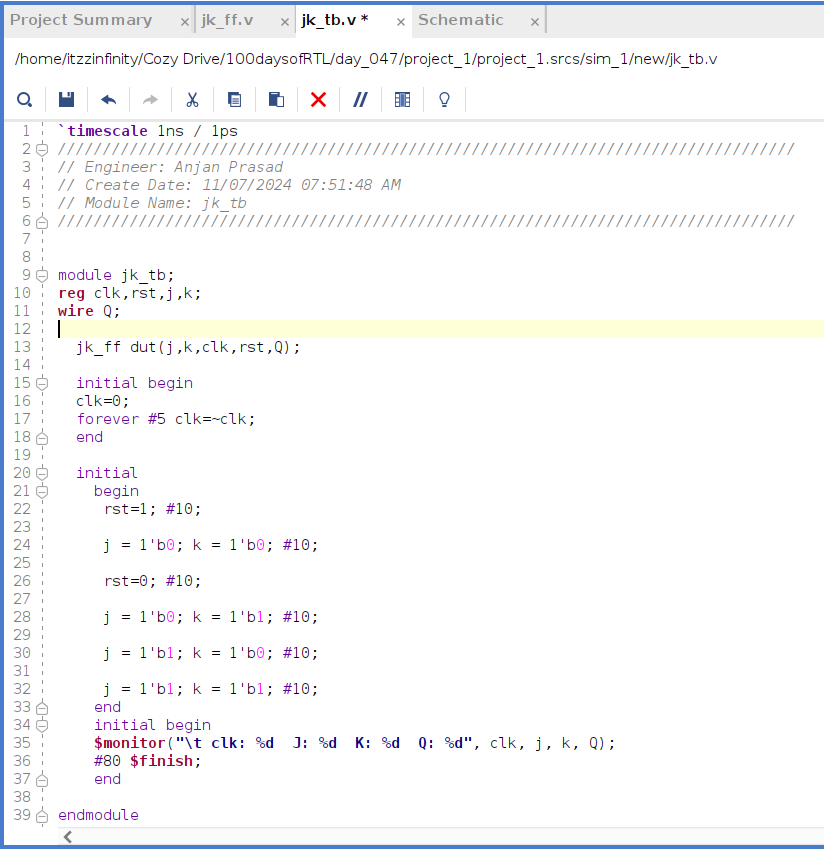 Project Summary × jk_ff.v × jk_tb.v * × Schematic ×
/home/itzzinfinity/Cozy Drive/100daysofRTL/day_047/project_1/project_1.srcs/sim_1/new/jk_tb.v
1 `timescale 1ns / 1ps
2 //////////////////////////////////////////////////////////////////////////////////
3 // Engineer: Anjan Prasad
4 // Create Date: 11/07/2024 07:51:48 AM
5 // Module Name: jk_tb
6 //////////////////////////////////////////////////////////////////////////////////
7
8
9 module jk_tb;
10 reg clk,rst,j,k;
11 wire Q;
12
13 jk_ff dut(j,k,clk,rst,Q);
14
15 initial begin
16 clk=0;
17 forever #5 clk=~clk;
18 end
19
20 initial
21 begin
22 rst=1; #10;
23
24 j = 1'b0; k = 1'b0; #10;
25
26 rst=0; #10;
27
28 j = 1'b0; k = 1'b1; #10;
29
30 j = 1'b1; k = 1'b0; #10;
31
32 j = 1'b1; k = 1'b1; #10;
33 end
34 initial begin
35 $monitor("\t clk: %d  J: %d  K: %d  Q: %d", clk, j, k, Q);
36 #80 $finish;
37 end
38
39 endmodule